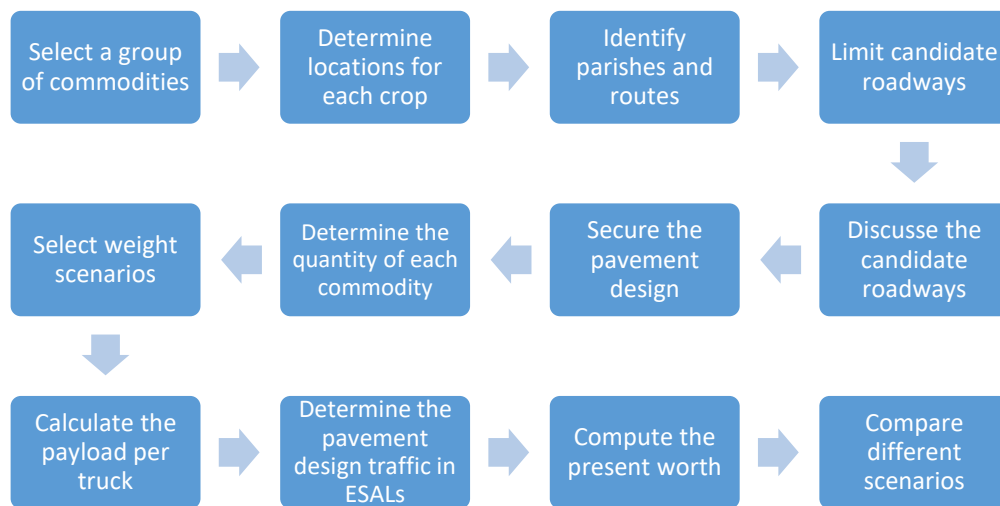 Select a group
of commodities
Determine
locations for
each crop
Identify
parishes and
routes
Limit candidate
roadways
Discusse the
candidate
roadways
Secure the
pavement
design
Determine the
quantity of each
commodity
Select weight
scenarios
Calculate the
payload per
truck
Determine the
pavement
design traffic in
ESALs
Compute the
present worth
Compare
different
scenarios